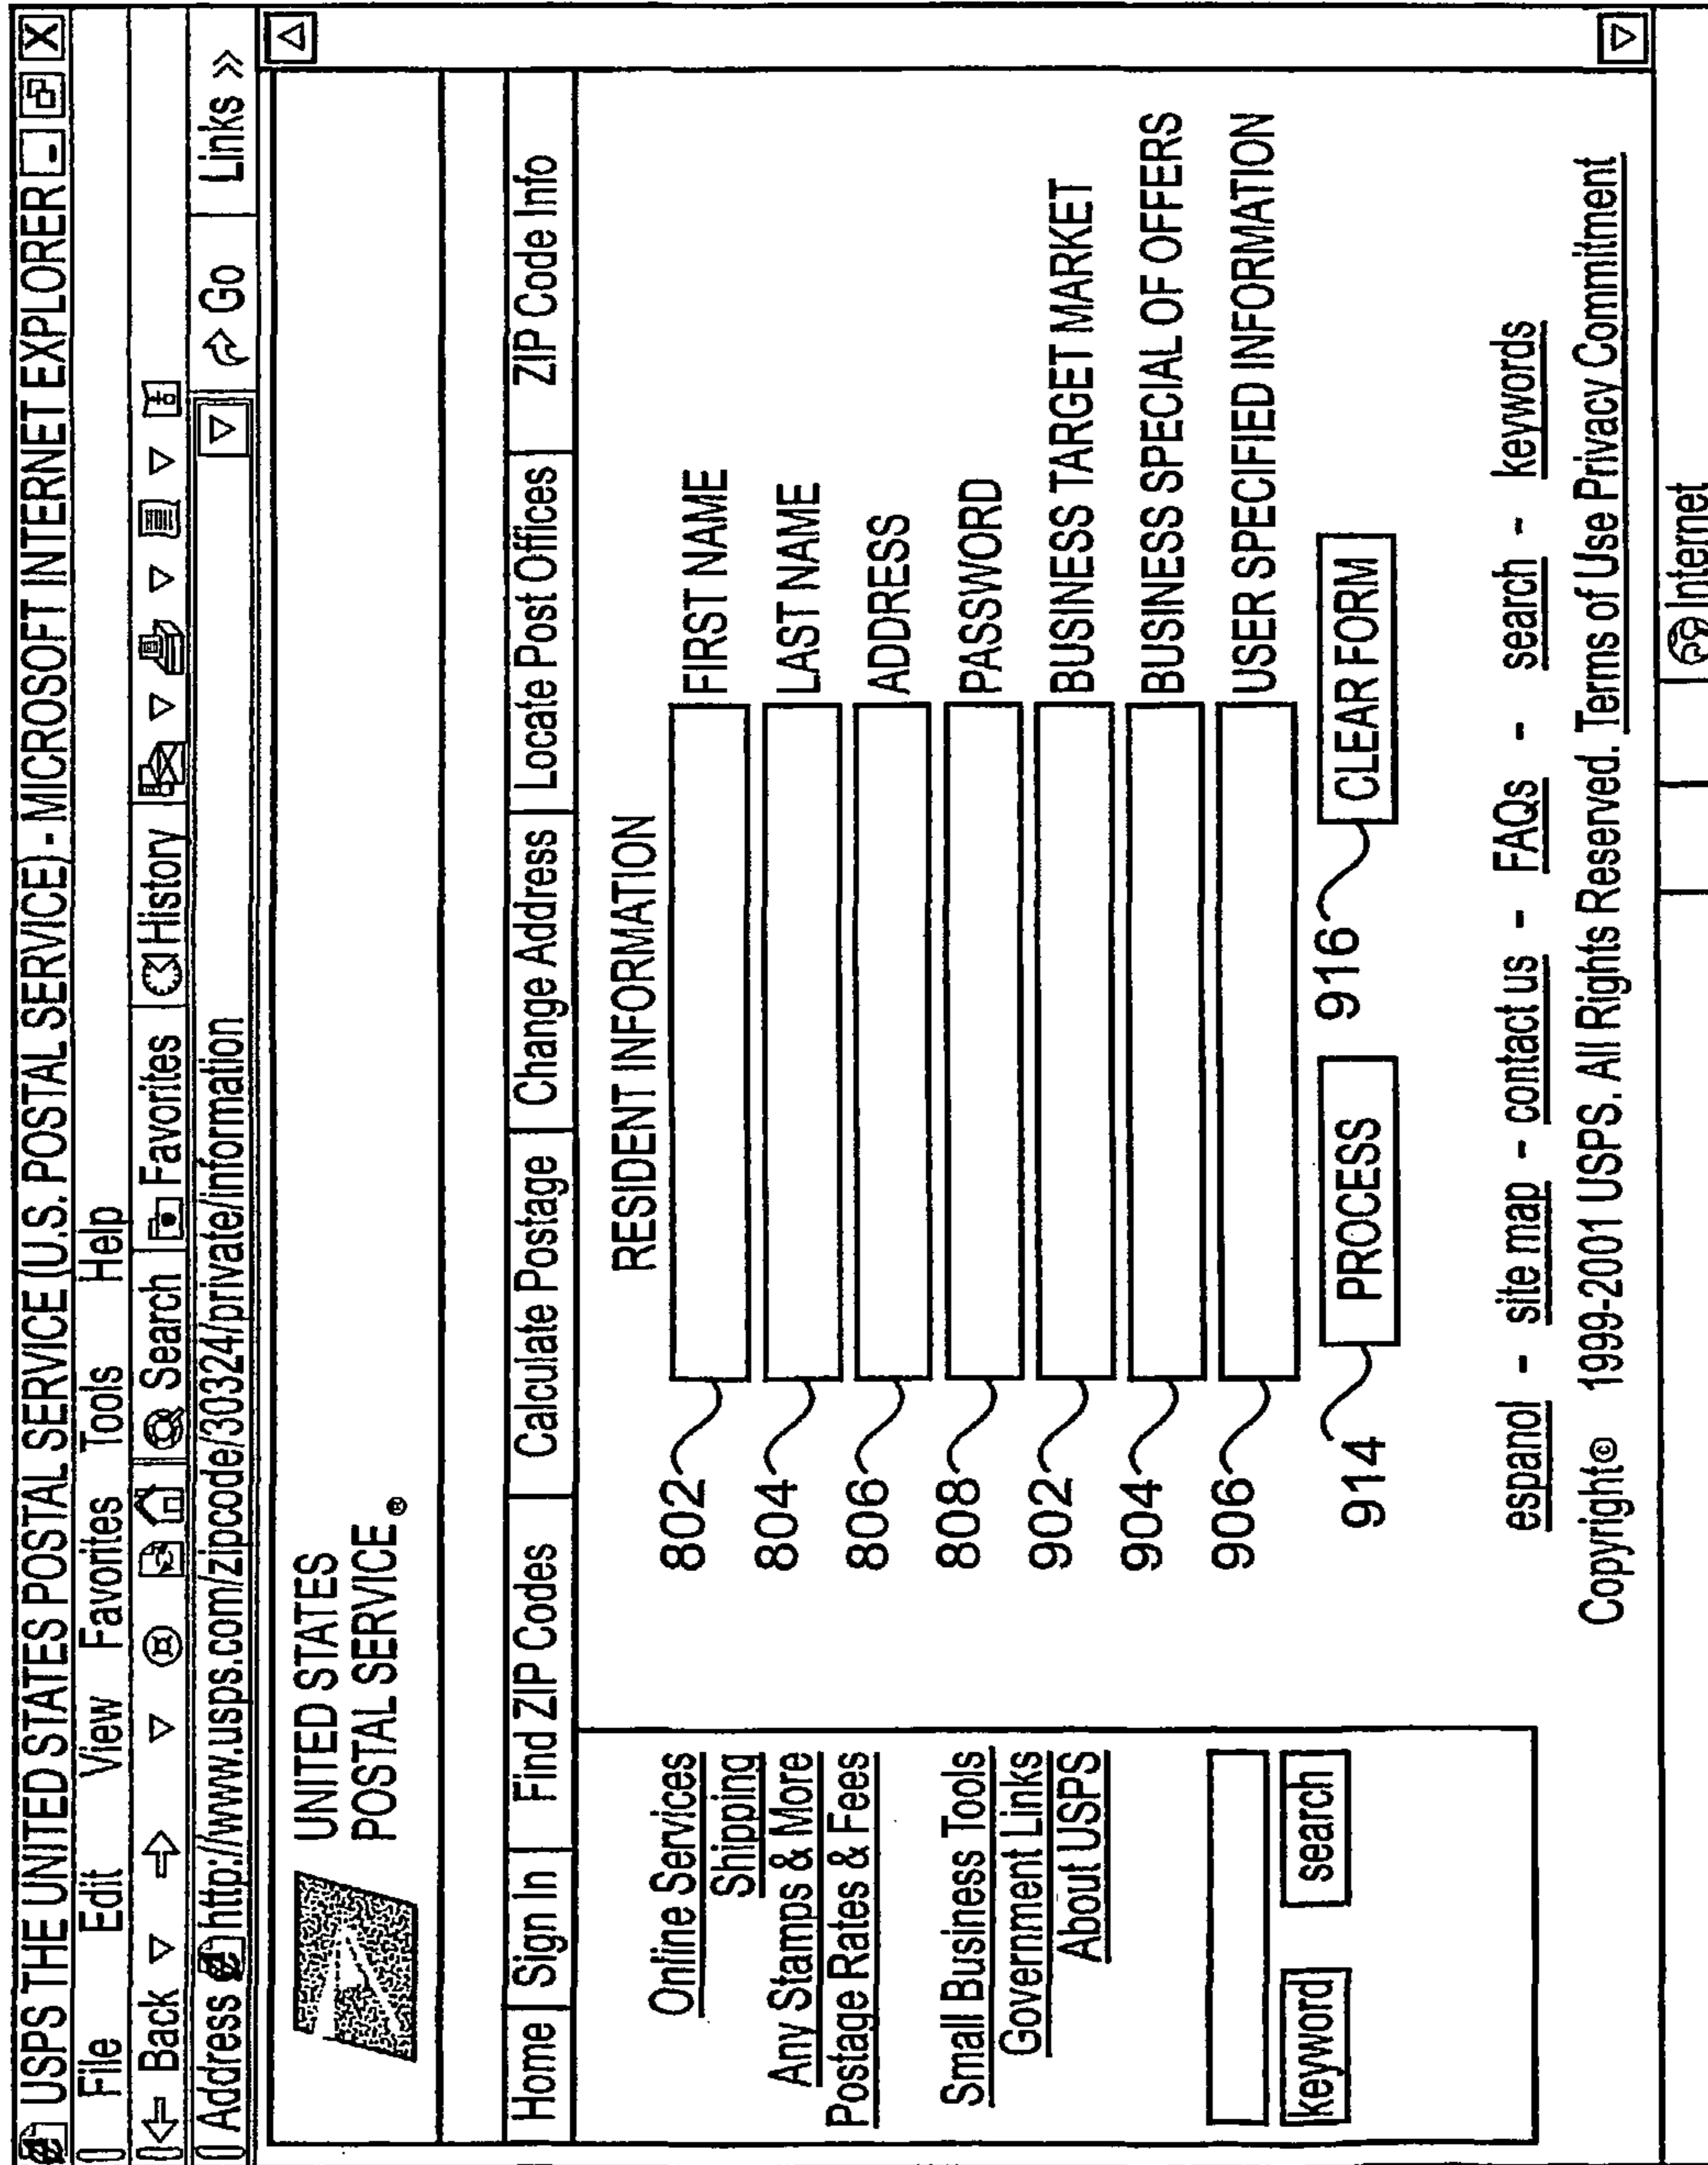 USPS THE UNITED STATES POSTAL SERVICE (U.S. POSTAL SERVICE) - MICROSOFT INTERNET EXPLORER
File Edit View Favorites Tools Help
Back Search Favorites History
Address http://www.usps.com/zipcode/30324/private/information Go Links »
UNITED STATES
POSTAL SERVICE®
Home Sign In Find ZIP Codes Calculate Postage Change Address Locate Post Offices ZIP Code Info
Online Services
Shipping
Any Stamps & More
Postage Rates & Fees
Small Business Tools
Government Links
About USPS
keyword search
RESIDENT INFORMATION
802 FIRST NAME
804 LAST NAME
806 ADDRESS
808 PASSWORD
902 BUSINESS TARGET MARKET
904 BUSINESS SPECIAL OF OFFERS
906 USER SPECIFIED INFORMATION
914 PROCESS 916 CLEAR FORM
espanol - site map - contact us - FAQs - search - keywords
Copyright© 1999-2001 USPS. All Rights Reserved. Terms of Use Privacy Commitment
Internet